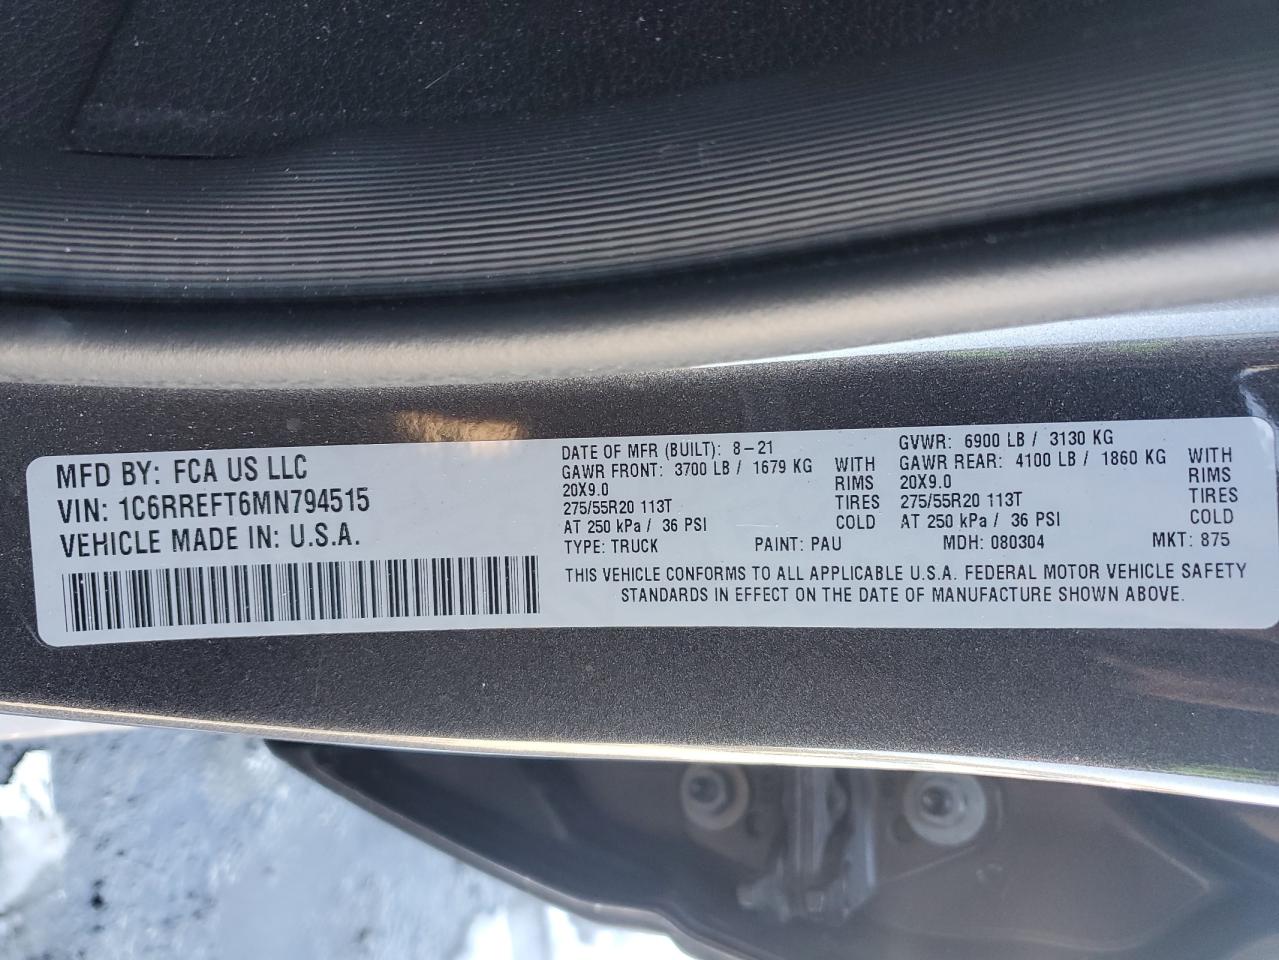 MFD BY: FCA US LLC
VIN: 1C6RREFT6MN794515
VEHICLE MADE IN: U.S.A.
DATE OF MFR (BUILT): 8-21
GAWR FRONT: 3700 LB / 1679 KG WITH
20X9.0 RIMS
275/55R20 113T TIRES
AT 250 kPa / 36 PSI COLD
GVWR: 6900 LB / 3130 KG
GAWR REAR: 4100 LB / 1860 KG WITH
20X9.0 RIMS
275/55R20 113T TIRES
AT 250 kPa / 36 PSI COLD
TYPE: TRUCK PAINT: PAU MDH: 080304 MKT: 875
THIS VEHICLE CONFORMS TO ALL APPLICABLE U.S.A. FEDERAL MOTOR VEHICLE SAFETY
STANDARDS IN EFFECT ON THE DATE OF MANUFACTURE SHOWN ABOVE.